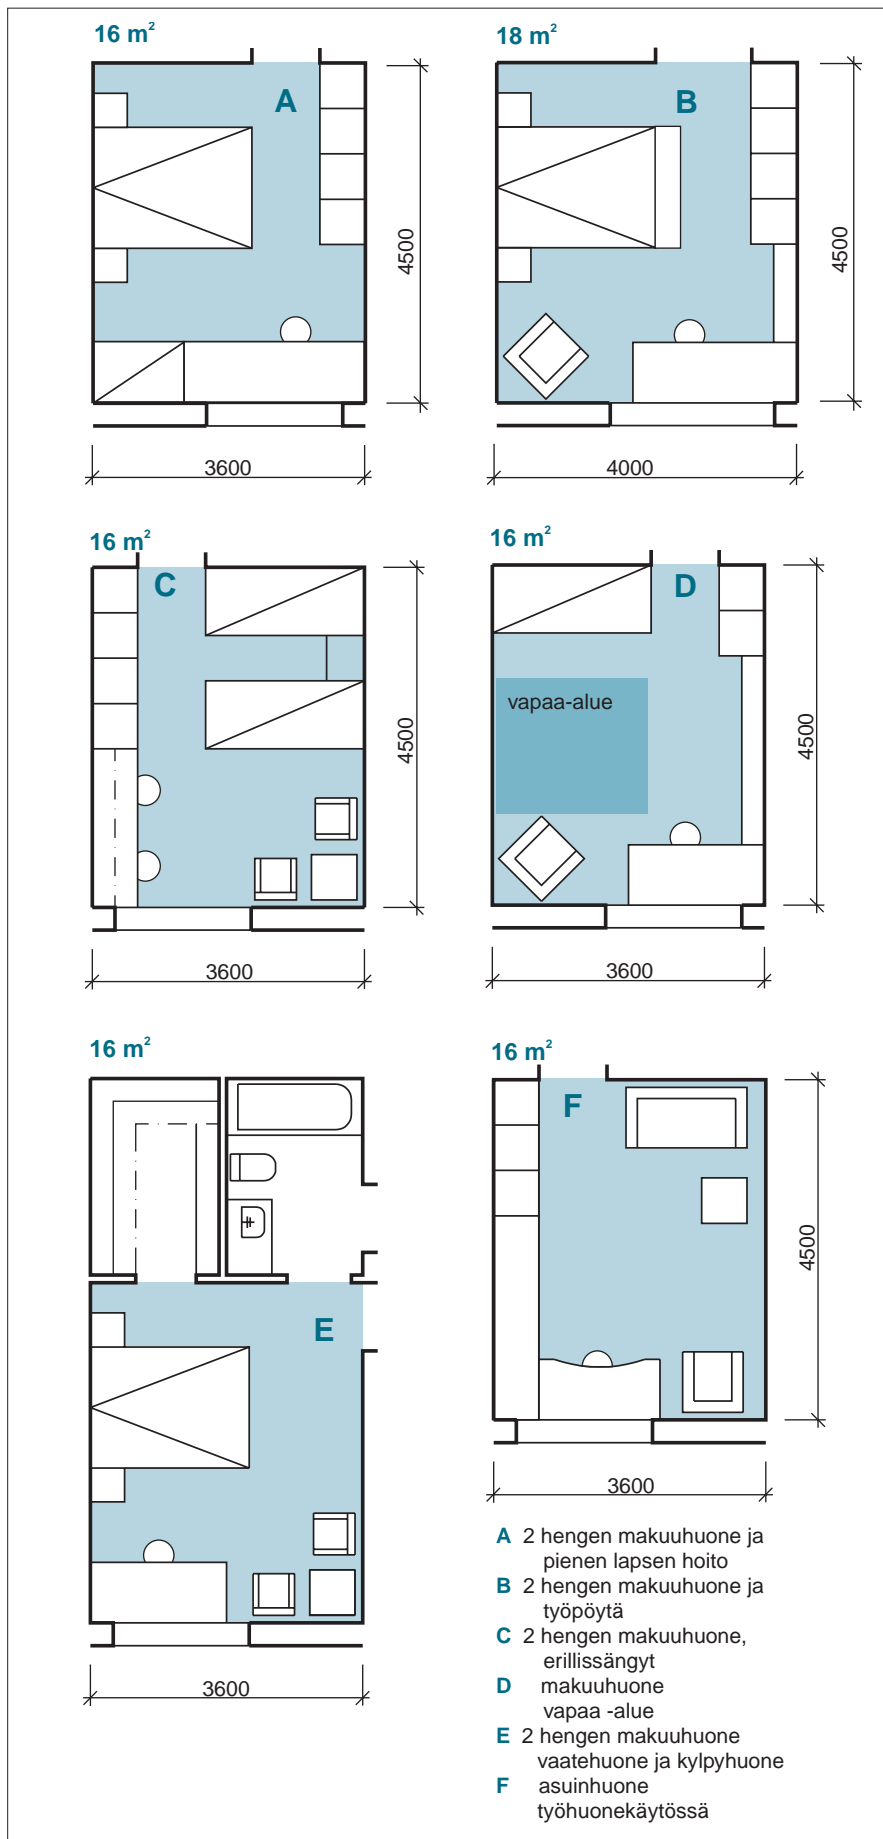 16 m²
18 m²
A
B
4500
4500
3600
4000
16 m²
16 m²
C
D
vapaa-alue
4500
4500
3600
3600
16 m²
16 m²
F
E
4500
3600
3600
A 2 hengen makuuhuone ja
pienen lapsen hoito
B 2 hengen makuuhuone ja
työpöytä
C 2 hengen makuuhuone,
erillissängyt
D makuuhuone
vapaa -alue
E 2 hengen makuuhuone
vaatehuone ja kylpyhuone
F asuinhuone
työhuonekäytössä